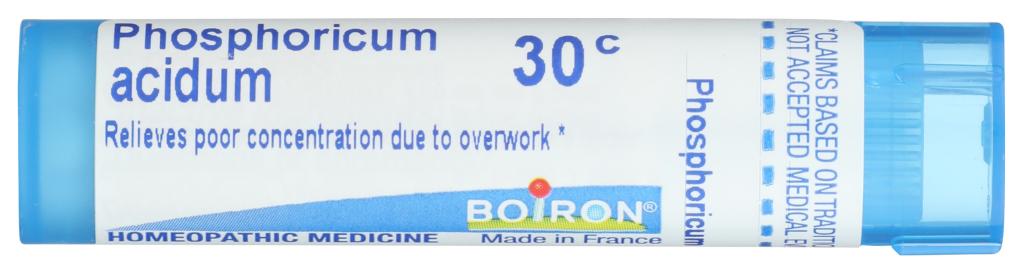 Phosphoricum
acidum
30c
Relieves poor concentration due to overwork *
BOIRON®
HOMEOPATHIC MEDICINE
Made in France
Phosphoricum
*CLAIMS BASED ON
NOT ACCEPTED MEDICAL